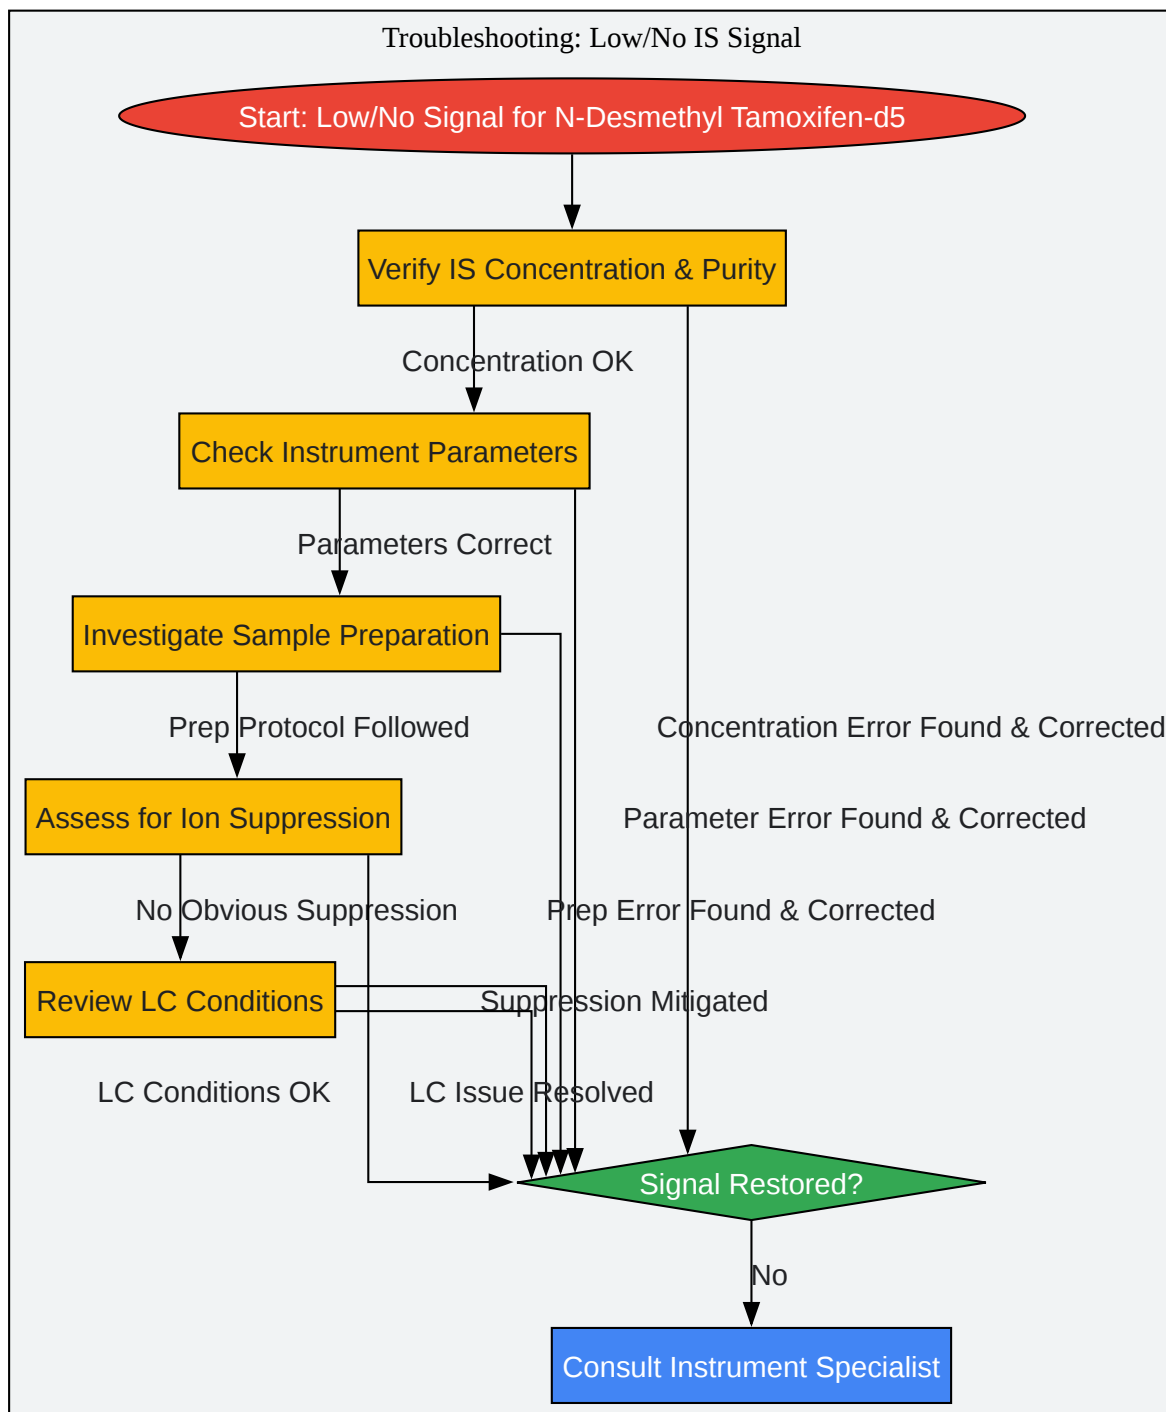 Troubleshooting: Low/No IS Signal
Start: Low/No Signal for N-Desmethyl Tamoxifen-d5
Verify IS Concentration & Purity
Concentration OK
Check Instrument Parameters
Parameters Correct
Investigate Sample Preparation
Prep Protocol Followed
Concentration Error Found & Corrected
Assess for Ion Suppression
Parameter Error Found & Corrected
No Obvious Suppression
Prep Error Found & Corrected
Review LC Conditions
Suppression Mitigated
LC Conditions OK
LC Issue Resolved
Signal Restored?
No
Consult Instrument Specialist